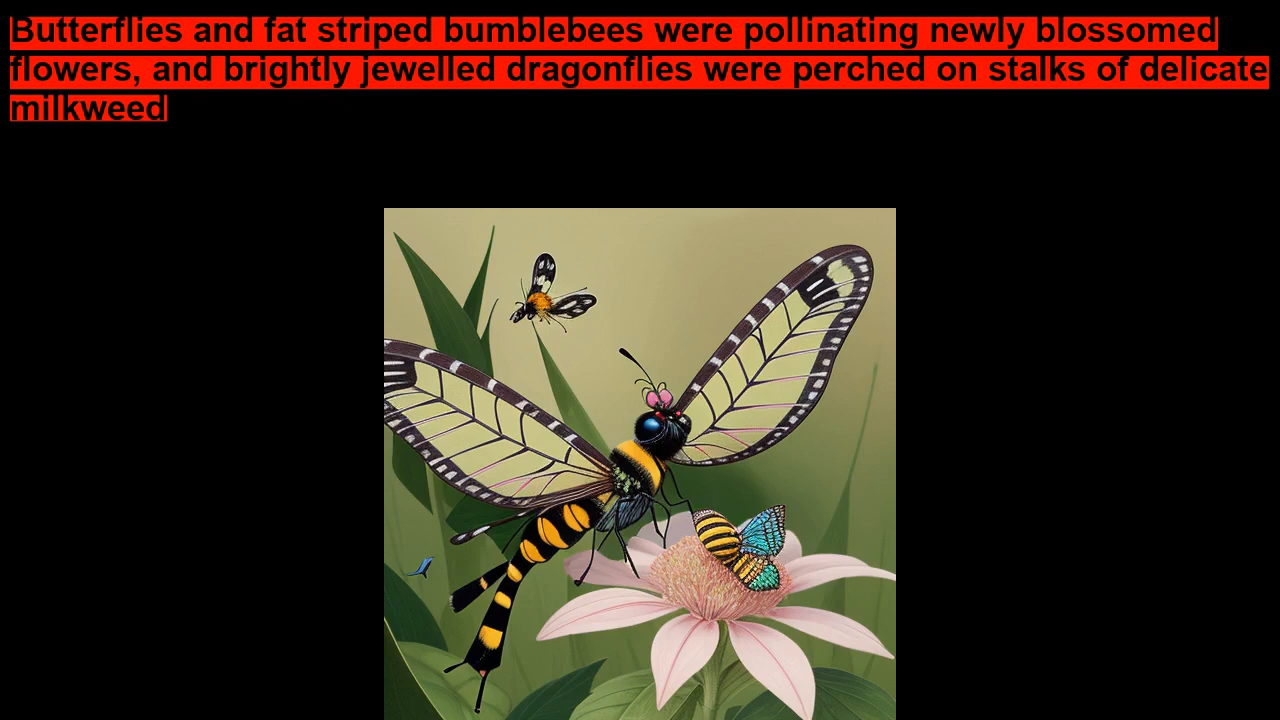 Butterflies and fat striped bumblebees were pollinating newly blossomed
flowers, and brightly jewelled dragonflies were perched on stalks of delicate
milkweed